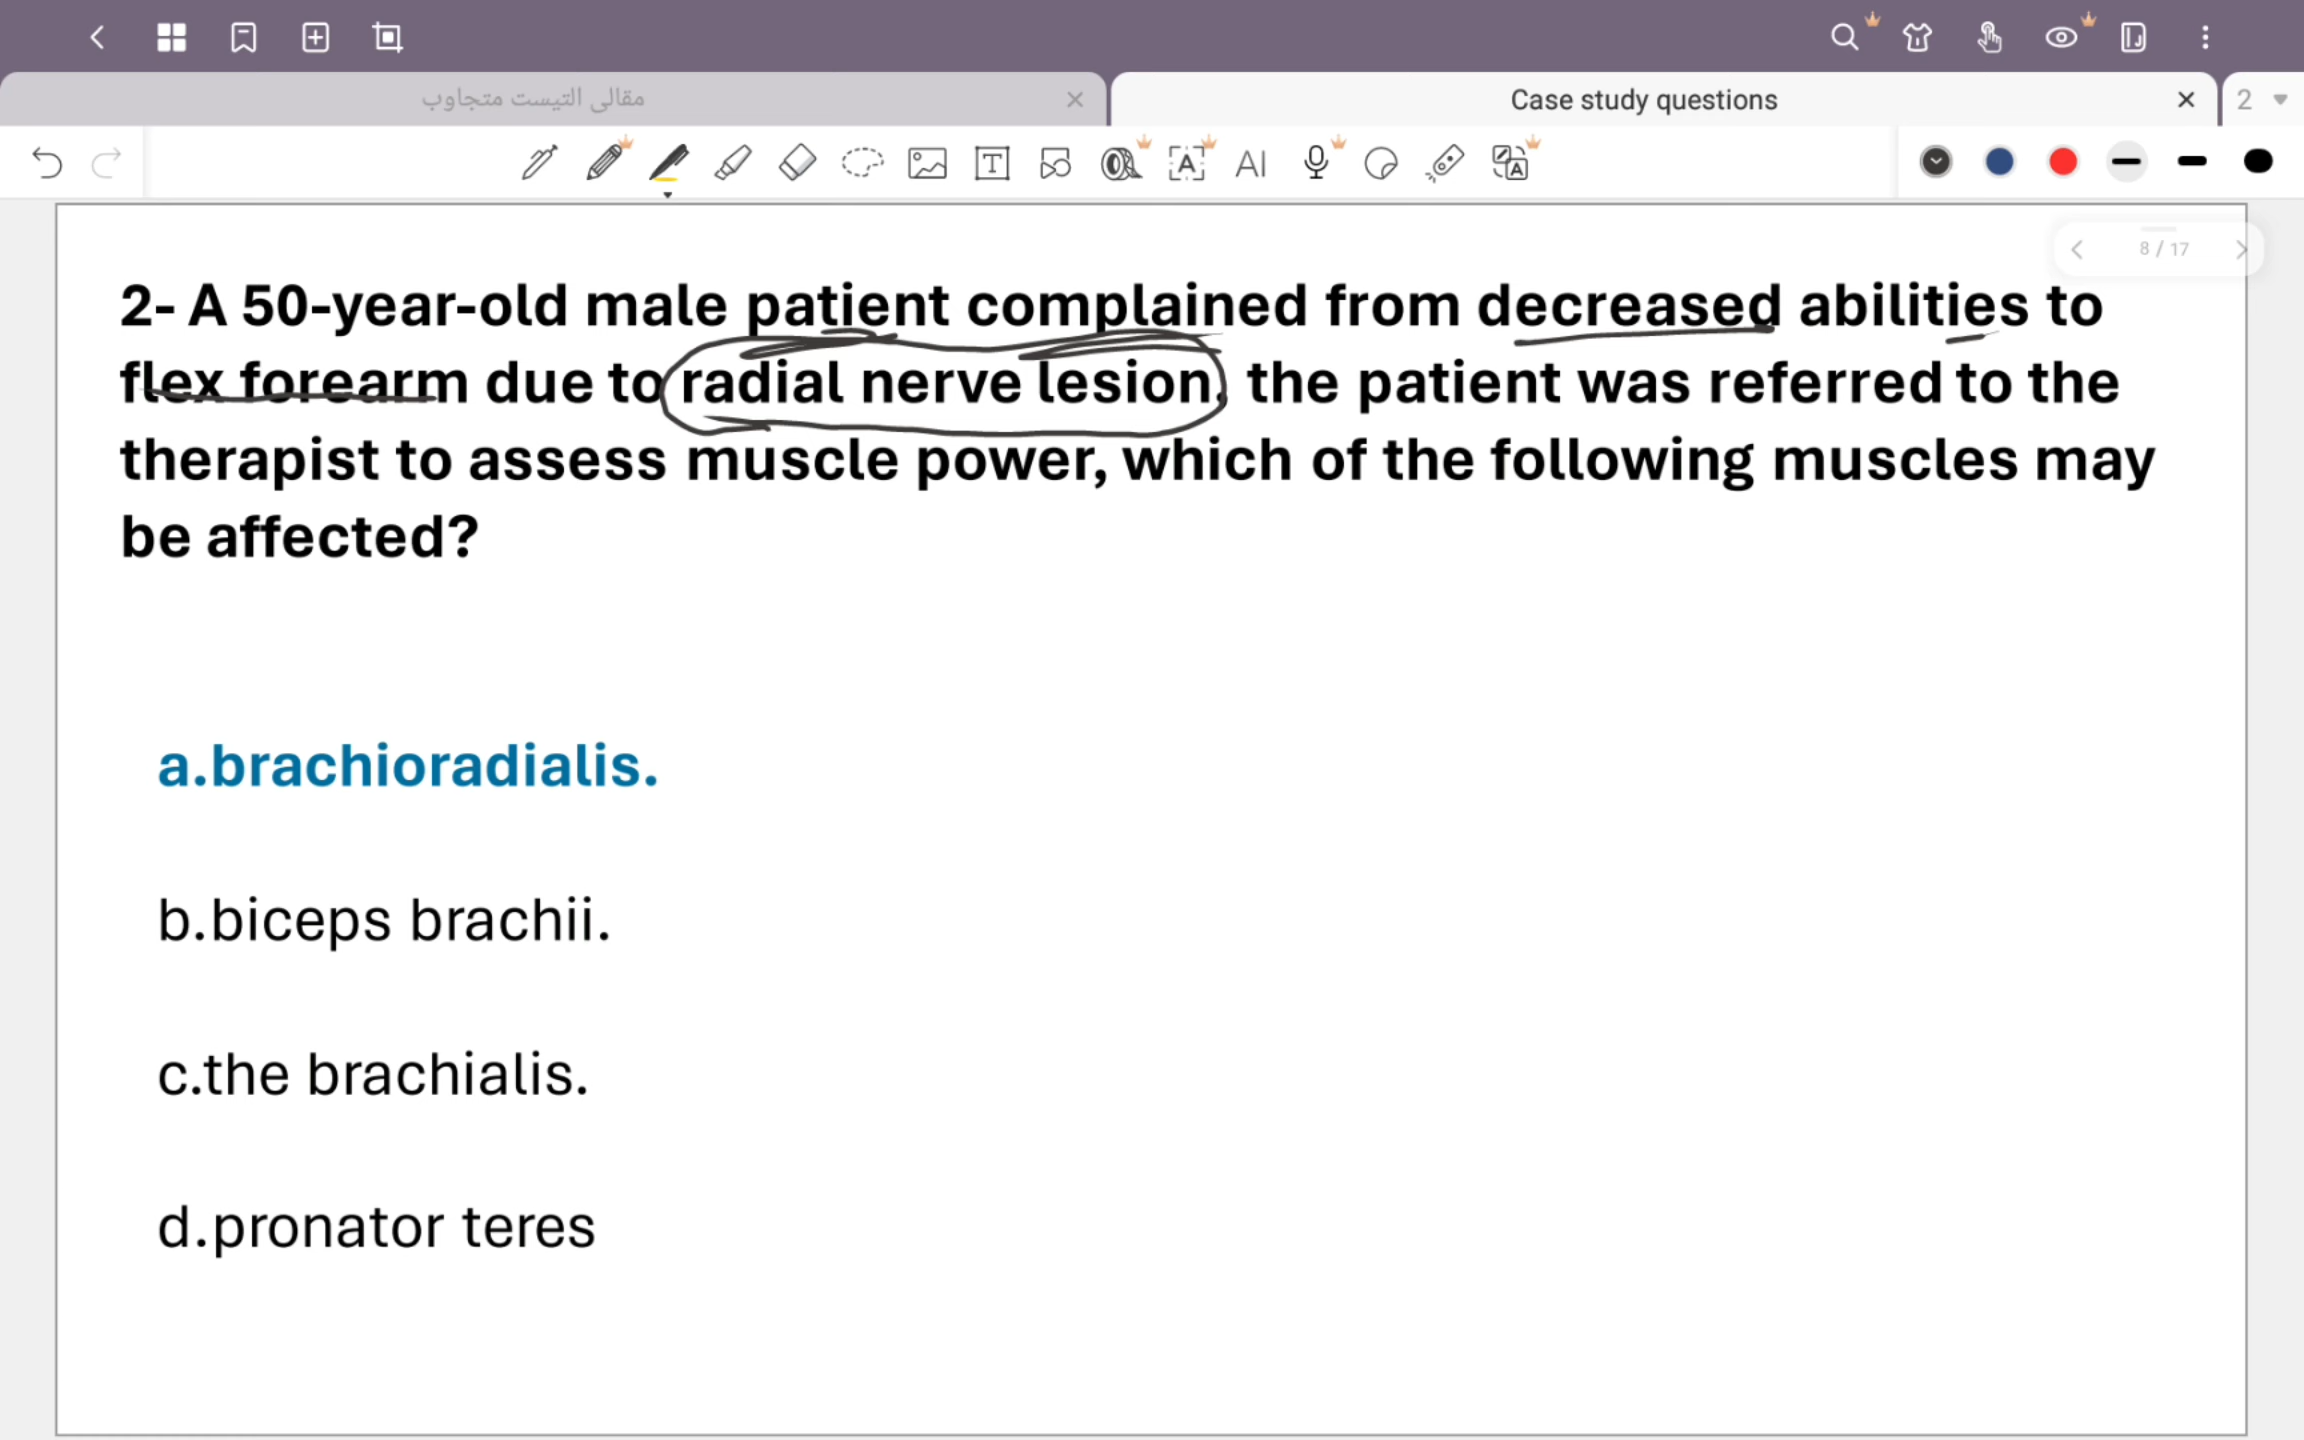 مقالى التيست متجاوب
Case study questions
2
8 / 17
2- A 50-year-old male patient complained from decreased abilities to
flex forearm due to radial nerve lesion, the patient was referred to the
therapist to assess muscle power, which of the following muscles may
be affected?
a.brachioradialis.
b.biceps brachii.
c.the brachialis.
d.pronator teres